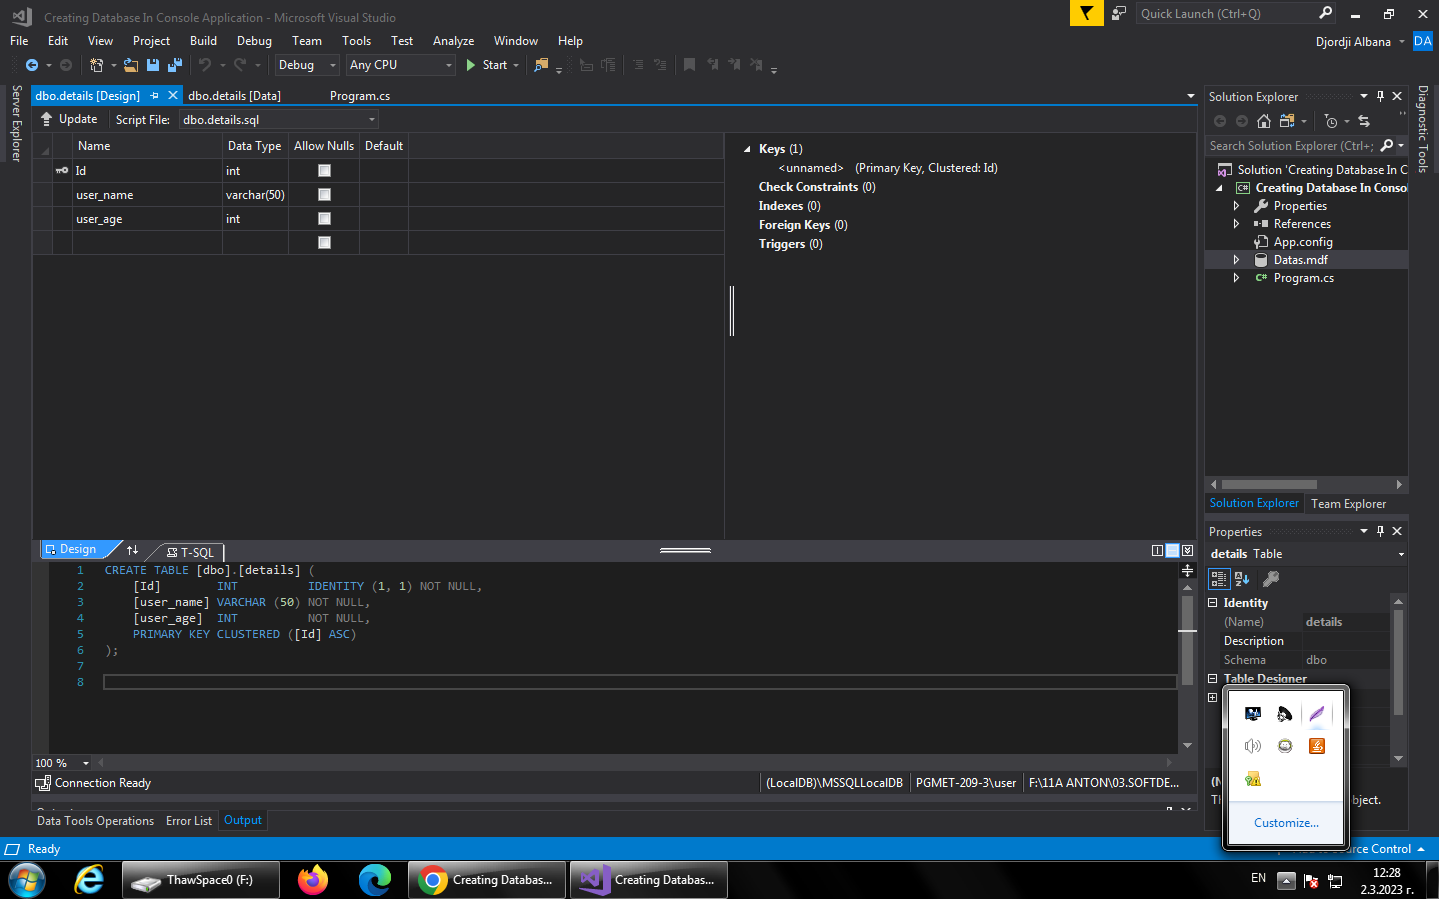 Creating Database In Console Application - Microsoft Visual Studio
Quick Launch (Ctrl+Q)
File Edit View Project Build Debug Team Tools Test Analyze Window Help
Djordji Albana DA
Debug Any CPU Start
Server Explorer
dbo.details [Design] dbo.details [Data] Program.cs
Update Script File: dbo.details.sql
Name Data Type Allow Nulls Default
Id int
user_name varchar(50)
user_age int
Keys (1)
<unnamed> (Primary Key, Clustered: Id)
Check Constraints (0)
Indexes (0)
Foreign Keys (0)
Triggers (0)
Design T-SQL
1 CREATE TABLE [dbo].[details] (
2 [Id] INT IDENTITY (1, 1) NOT NULL,
3 [user_name] VARCHAR (50) NOT NULL,
4 [user_age] INT NOT NULL,
5 PRIMARY KEY CLUSTERED ([Id] ASC)
6 );
7
8
100 %
Connection Ready
(LocalDB)\MSSQLLocalDB PGMET-209-3\user F:\11A ANTON\03.SOFTDE...
Data Tools Operations Error List Output
Solution Explorer
Search Solution Explorer (Ctrl+;
Solution 'Creating Database In C
Creating Database In Conso
Properties
References
App.config
Datas.mdf
Program.cs
Solution Explorer Team Explorer
Properties
details Table
Identity
(Name) details
Description
Schema dbo
Table Designer
Diagnostic Tools
Customize...
Ready
Source Control
ThawSpace0 (F:)
Creating Databas...
Creating Databas...
EN
12:28
2.3.2023 г.